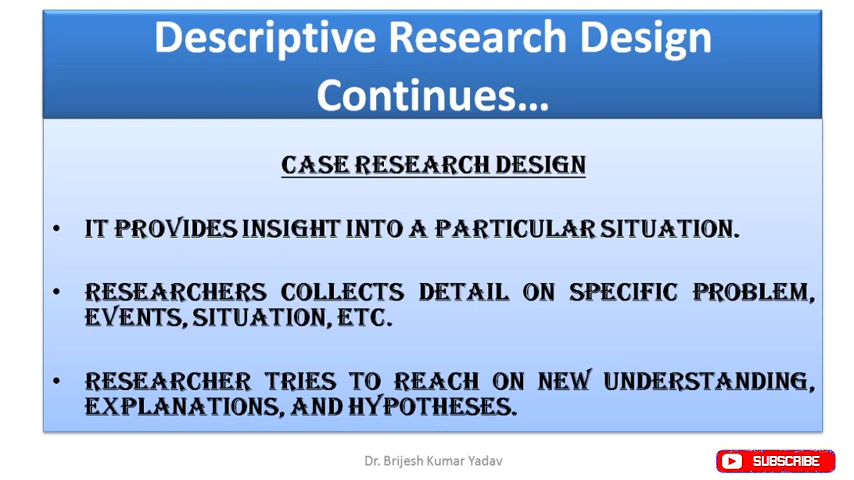 Descriptive Research Design
Continues…
CASE RESEARCH DESIGN
• IT PROVIDES INSIGHT INTO A PARTICULAR SITUATION.
• RESEARCHERS COLLECTS DETAIL ON SPECIFIC PROBLEM,
EVENTS, SITUATION, ETC.
• RESEARCHER TRIES TO REACH ON NEW UNDERSTANDING,
EXPLANATIONS, AND HYPOTHESES.
Dr. Brijesh Kumar Yadav
SUBSCRIBE